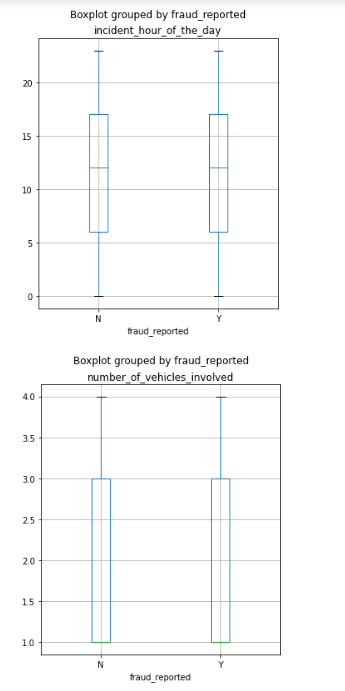 Boxplot grouped by fraud_reported
incident_hour_of_the_day
20
15
10
5
0
N Y
fraud_reported
Boxplot grouped by fraud_reported
number_of_vehicles_involved
4.0
3.5
3.0
2.5
2.0
1.5
1.0
N Y
fraud_reported